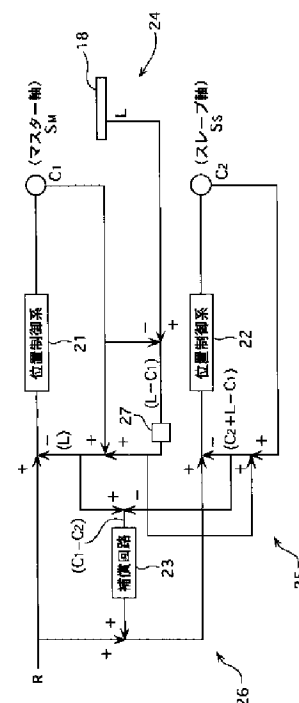 R
26
25
24
18
L
(マスター軸)
SM
C1
位置制御系
21
(L)
(L−C1)
27
(C1−C2)
補償回路
23
(スレーブ軸)
SS
C2
位置制御系
22
(C2+L−C1)
+
−
+
+
−
+
+
−
+
+
+
−
+
+